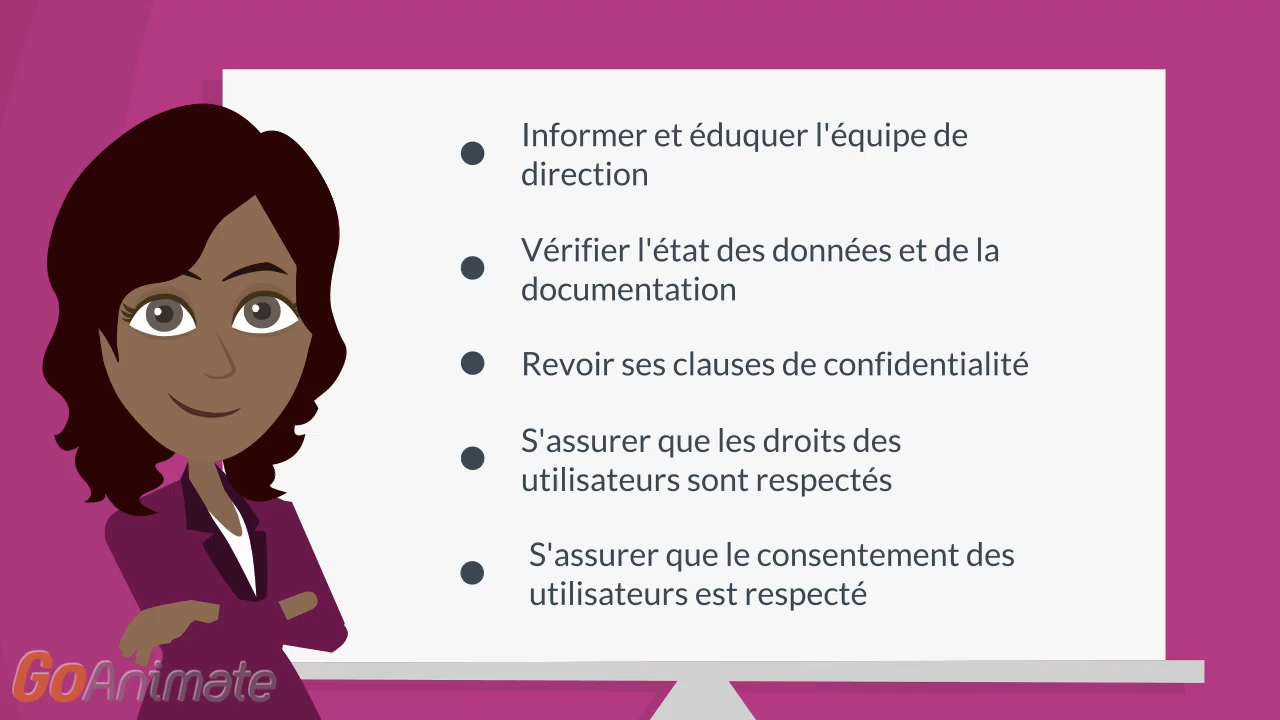 Informer et éduquer l'équipe de
direction
Vérifier l'état des données et de la
documentation
Revoir ses clauses de confidentialité
S'assurer que les droits des
utilisateurs sont respectés
S'assurer que le consentement des
utilisateurs est respecté
GoAnimate